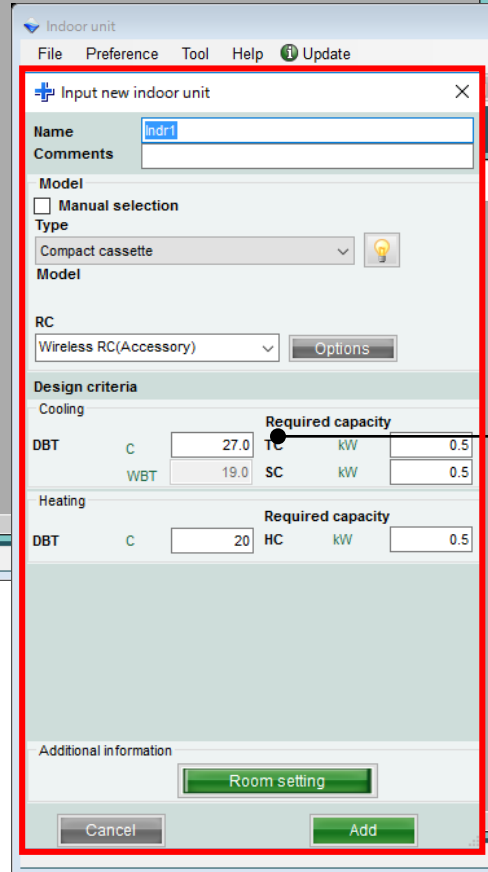 Indoor unit
File Preference Tool Help Update
Input new indoor unit
Name Indr1
Comments
Model
Manual selection
Type
Compact cassette
Model
RC
Wireless RC(Accessory) Options
Design criteria
Cooling
Required capacity
DBT C 27.0 TC kW 0.5
WBT 19.0 SC kW 0.5
Heating
Required capacity
DBT C 20 HC kW 0.5
Additional information
Room setting
Cancel Add